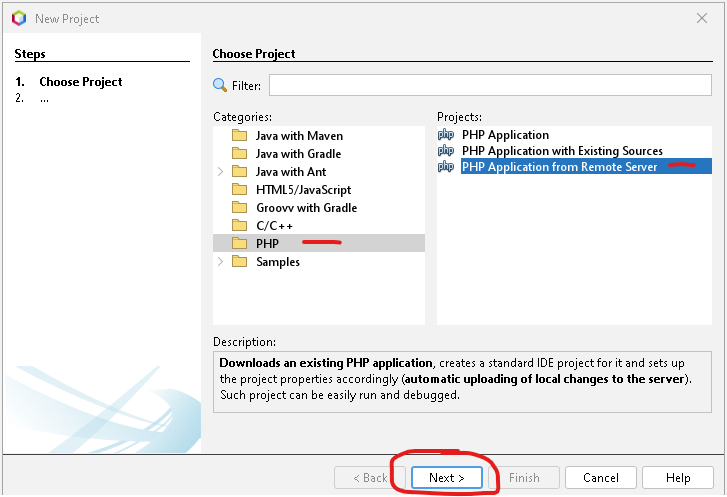 New Project
Steps
1. Choose Project
2. ...
Choose Project
Filter:
Categories:
Java with Maven
Java with Gradle
Java with Ant
HTML5/JavaScript
Groovv with Gradle
C/C++
PHP
Samples
Projects:
PHP Application
PHP Application with Existing Sources
PHP Application from Remote Server
Description:
Downloads an existing PHP application, creates a standard IDE project for it and sets up
the project properties accordingly (automatic uploading of local changes to the server).
Such project can be easily run and debugged.
< Back
Next >
Finish
Cancel
Help